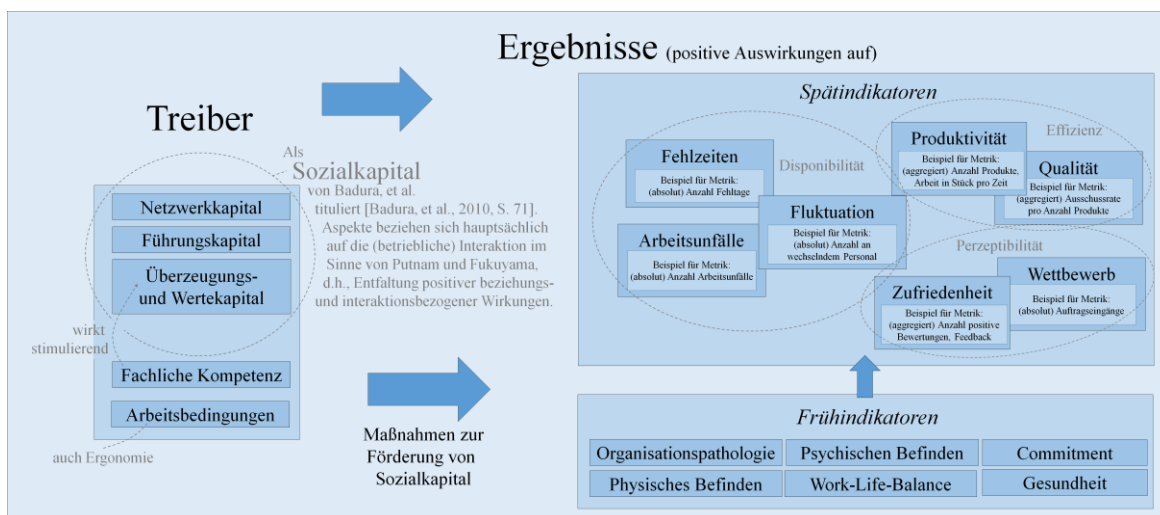 Ergebnisse (positive Auswirkungen auf)
Treiber
Als
Sozialkapital
von Badura, et al.
tituliert [Badura, et al., 2010, S. 71].
Aspekte beziehen sich hauptsächlich
auf die (betriebliche) Interaktion im
Sinne von Putnam und Fukuyama,
d.h., Entfaltung positiver beziehungs-
und interaktionsbezogener Wirkungen.
Netzwerkkapital
Führungskapital
Überzeugungs-
und Wertekapital
wirkt
stimulierend
Fachliche Kompetenz
Arbeitsbedingungen
auch Ergonomie
Maßnahmen zur
Förderung von
Sozialkapital
Spätindikatoren
Fehlzeiten
Beispiel für Metrik:
(absolut) Anzahl Fehltage
Disponibilität
Fluktuation
Beispiel für Metrik:
(absolut) Anzahl an
wechselndem Personal
Arbeitsunfälle
Beispiel für Metrik:
(absolut) Anzahl Arbeitsunfälle
Produktivität
Beispiel für Metrik:
(aggregiert) Anzahl Produkte,
Arbeit in Stück pro Zeit
Effizienz
Qualität
Beispiel für Metrik:
(aggregiert) Ausschussrate
pro Anzahl Produkte
Perzeptibilität
Wettbewerb
Beispiel für Metrik:
(absolut) Auftragseingänge
Zufriedenheit
Beispiel für Metrik:
(aggregiert) Anzahl positive
Bewertungen, Feedback
Frühindikatoren
Organisationspathologie
Psychischen Befinden
Commitment
Physisches Befinden
Work-Life-Balance
Gesundheit